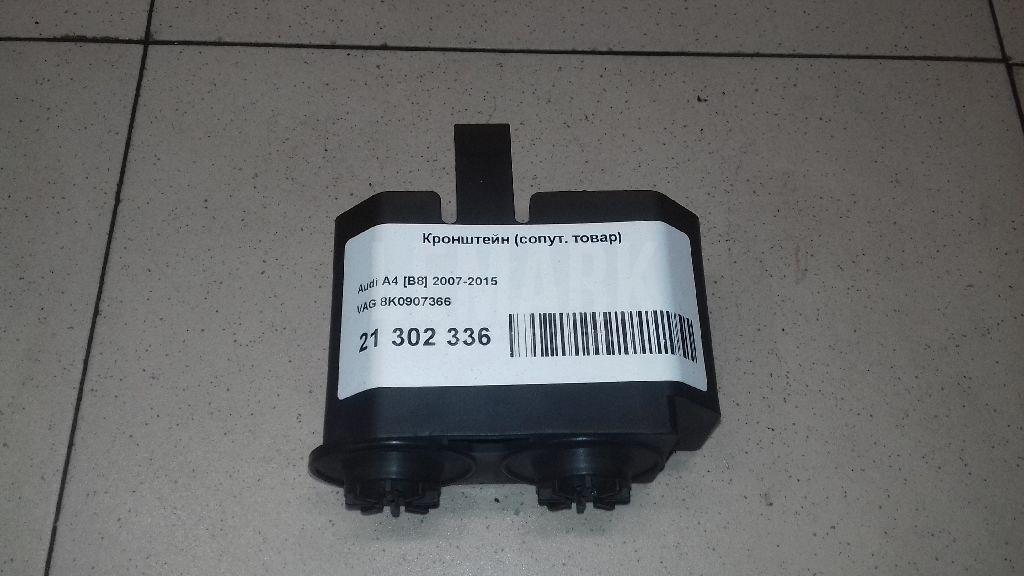 Кронштейн (сопут. товар)
Audi A4 [B8] 2007-2015
VAG 8K0907366
21 302 336